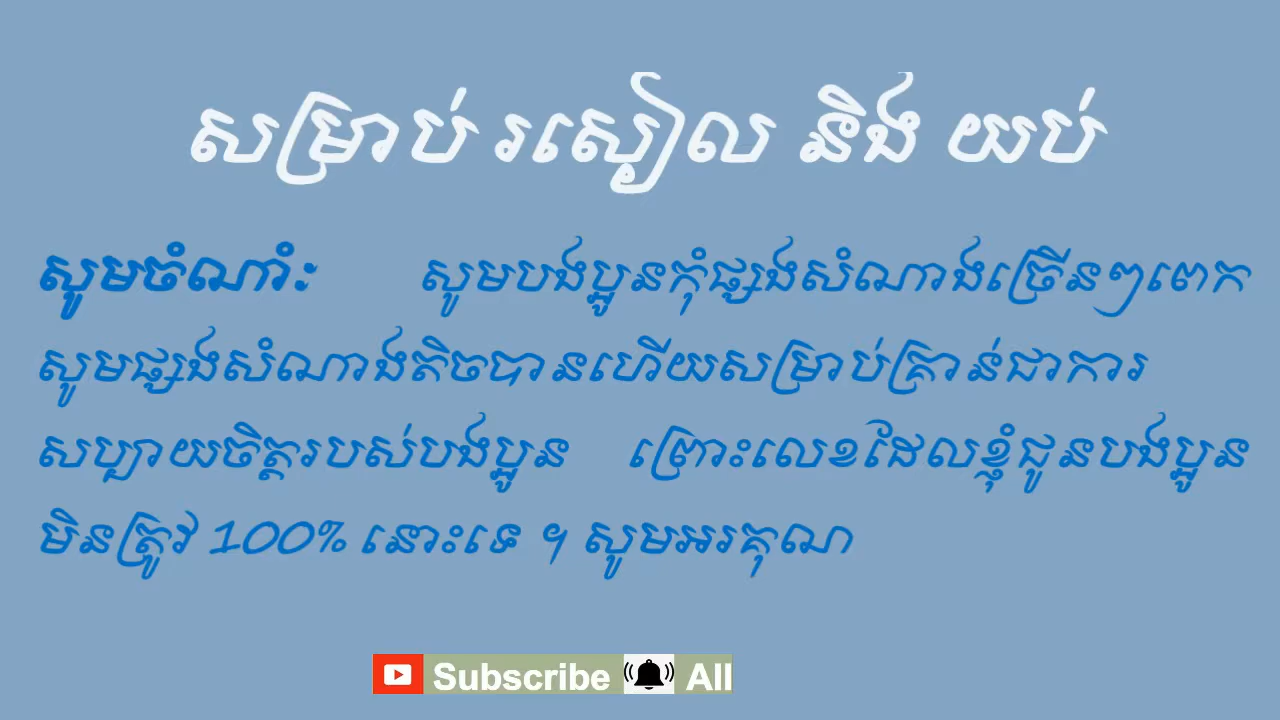 សម្រាប់ រសៀល និង យប់
សូមចំណាំ: សូមបងប្អូនកុំផ្សងសំណាងច្រើនៗពេក
សូមផ្សងសំណាងតិចបានហើយសម្រាប់គ្រាន់ជាការ
សប្បាយចិត្តរបស់បងប្អូន ព្រោះលេខដែលខ្ញុំជូនបងប្អូន
មិនត្រូវ 100% នោះទេ ។ សូមអរគុណ
Subscribe All